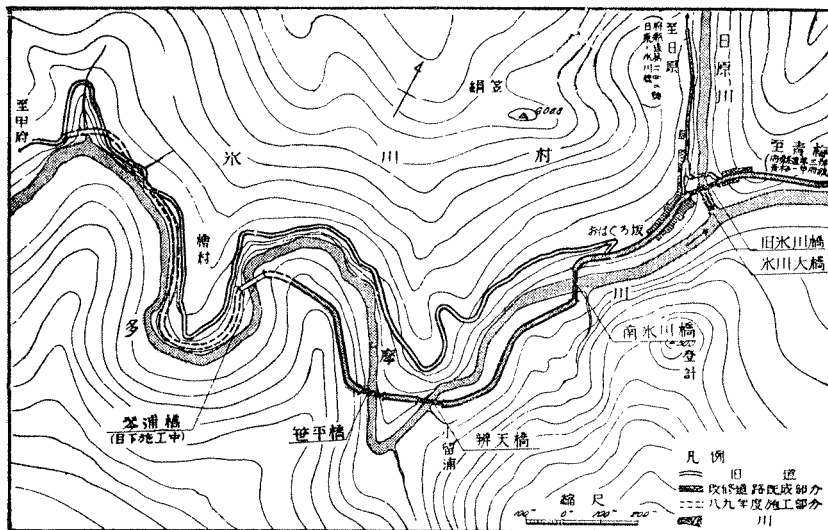 至甲府
絹笠
至日原
日原川
至青梅
氷川村
檜村
おはぐろ坂
旧氷川橋
氷川大橋
多摩川
南氷川橋
登計
琴浦橋
(目下施工中)
笹平橋
小留浦
辨天橋
凡例
旧道
改修道路既成部分
八九年度施工部分
川
縮尺